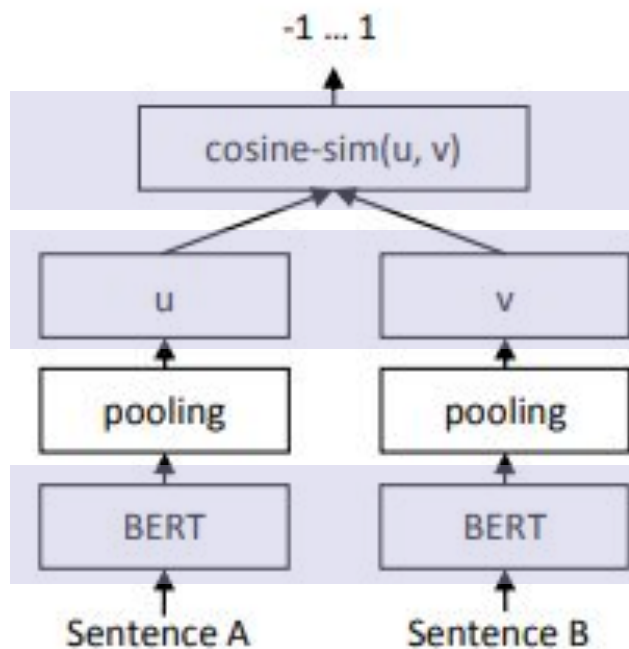 -1 ... 1
cosine-sim(u, v)
u v
pooling pooling
BERT BERT
Sentence A Sentence B